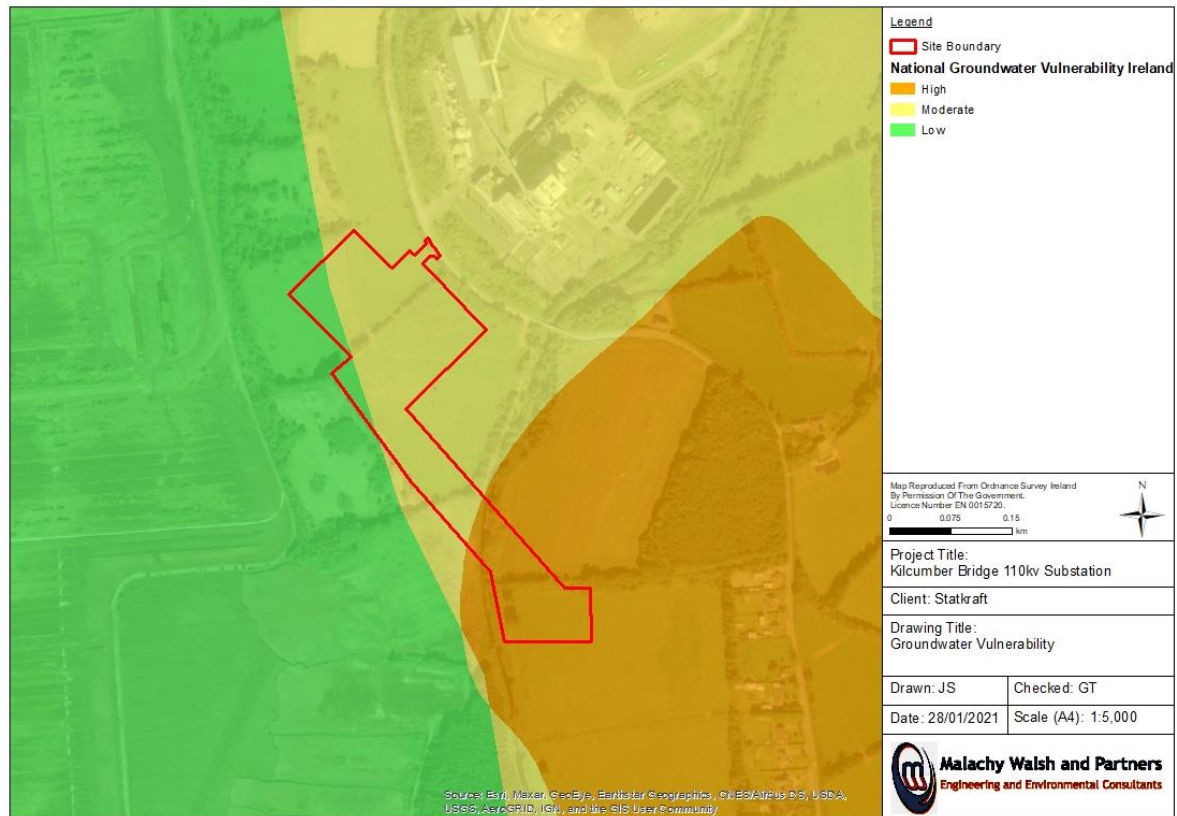 Legend
Site Boundary
National Groundwater Vulnerability Ireland
High
Moderate
Low
Map Reproduced From Ordnance Survey Ireland
By Permission Of The Government.
Licence Number EN 0015720.
N
0 0.075 0.15
km
Project Title:
Kilcumber Bridge 110kv Substation
Client: Statkraft
Drawing Title:
Groundwater Vulnerability
Drawn: JS
Checked: GT
Date: 28/01/2021
Scale (A4): 1:5,000
Malachy Walsh and Partners
Engineering and Environmental Consultants
Source: Esri, Maxar, GeoEye, Earthstar Geographics, CNES/Airbus DS, USDA,
USGS, AeroGRID, IGN, and the GIS User Community